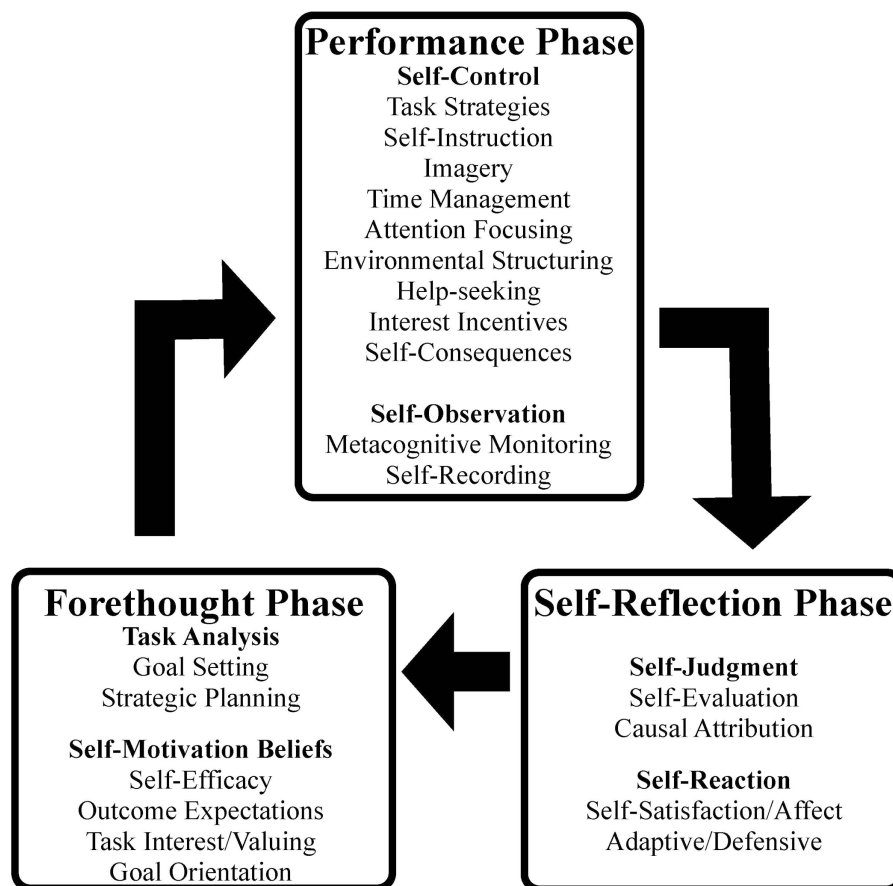 Performance Phase
Self-Control
Task Strategies
Self-Instruction
Imagery
Time Management
Attention Focusing
Environmental Structuring
Help-seeking
Interest Incentives
Self-Consequences
Self-Observation
Metacognitive Monitoring
Self-Recording
Forethought Phase
Task Analysis
Goal Setting
Strategic Planning
Self-Motivation Beliefs
Self-Efficacy
Outcome Expectations
Task Interest/Valuing
Goal Orientation
Self-Reflection Phase
Self-Judgment
Self-Evaluation
Causal Attribution
Self-Reaction
Self-Satisfaction/Affect
Adaptive/Defensive